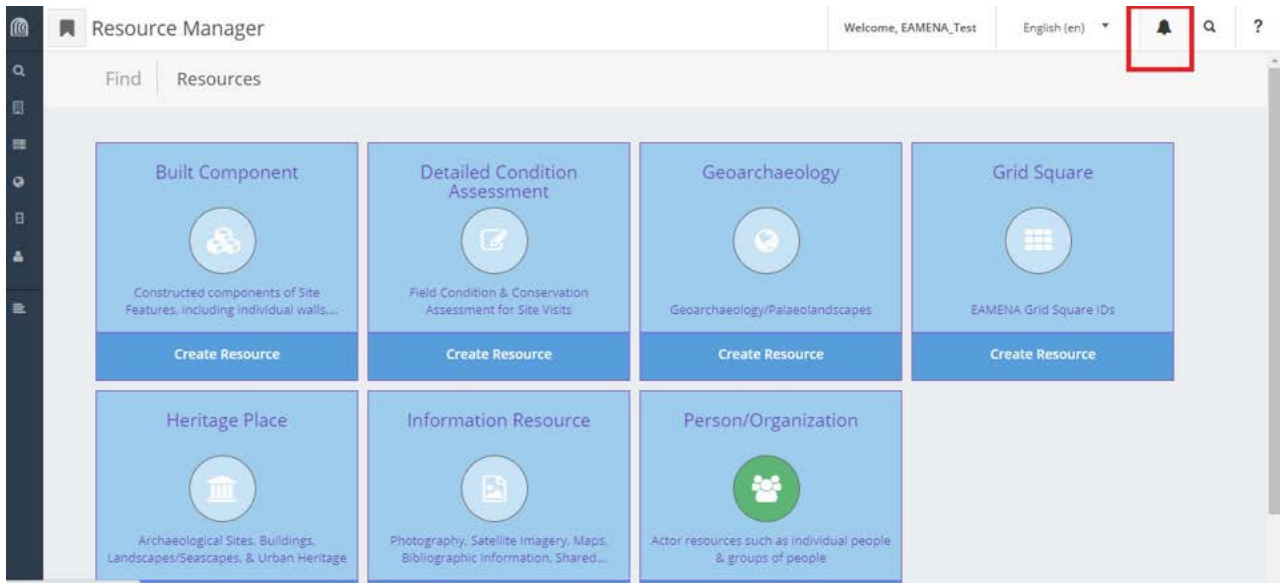 Resource Manager
Welcome, EAMENA_Test
English (en)
?
Find
Resources
Built Component
Constructed components of Site
Features, including individual walls....
Create Resource
Detailed Condition
Assessment
Field Condition & Conservation
Assessment for Site Visits
Create Resource
Geoarchaeology
Geoarchaeology/Palaeolandscapes
Create Resource
Grid Square
EAMENA Grid Square IDs
Create Resource
Heritage Place
Archaeological Sites, Buildings,
Landscapes/Seascapes, & Urban Heritage
Information Resource
Photography, Satellite Imagery, Maps,
Bibliographic Information, Shared...
Person/Organization
Actor resources such as individual people
& groups of people